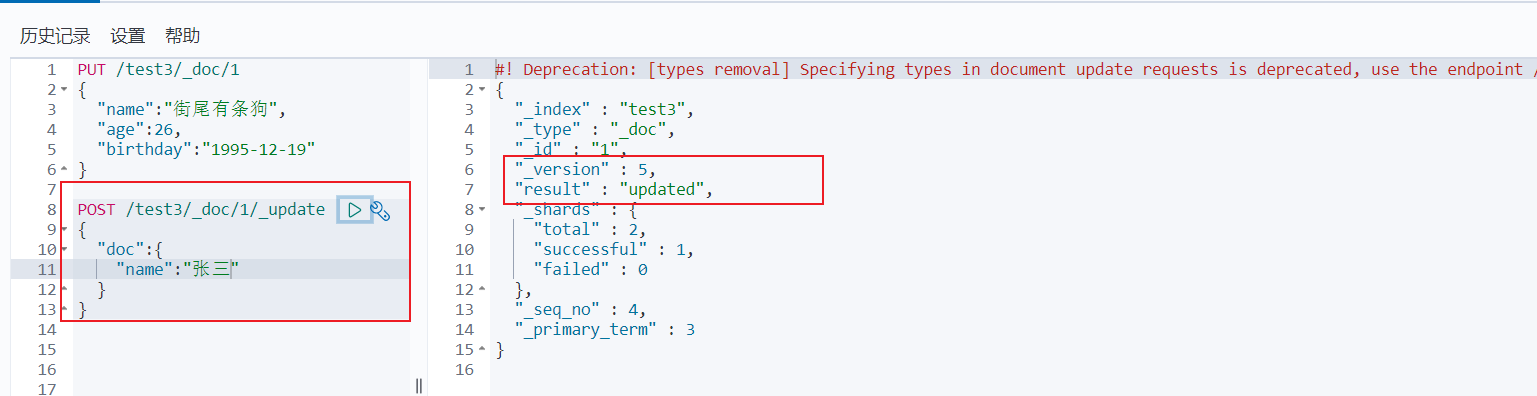 历史记录 设置 帮助
1 PUT /test3/_doc/1
2 {
3 "name":"街尾有条狗",
4 "age":26,
5 "birthday":"1995-12-19"
6 }
7
8 POST /test3/_doc/1/_update
9 {
10 "doc":{
11 "name":"张三"
12 }
13 }
14
15
16
17
1 #! Deprecation: [types removal] Specifying types in document update requests is deprecated, use the endpoint /
2 {
3 "_index" : "test3",
4 "_type" : "_doc",
5 "_id" : "1",
6 "_version" : 5,
7 "result" : "updated",
8 "_shards" : {
9 "total" : 2,
10 "successful" : 1,
11 "failed" : 0
12 },
13 "_seq_no" : 4,
14 "_primary_term" : 3
15 }
16